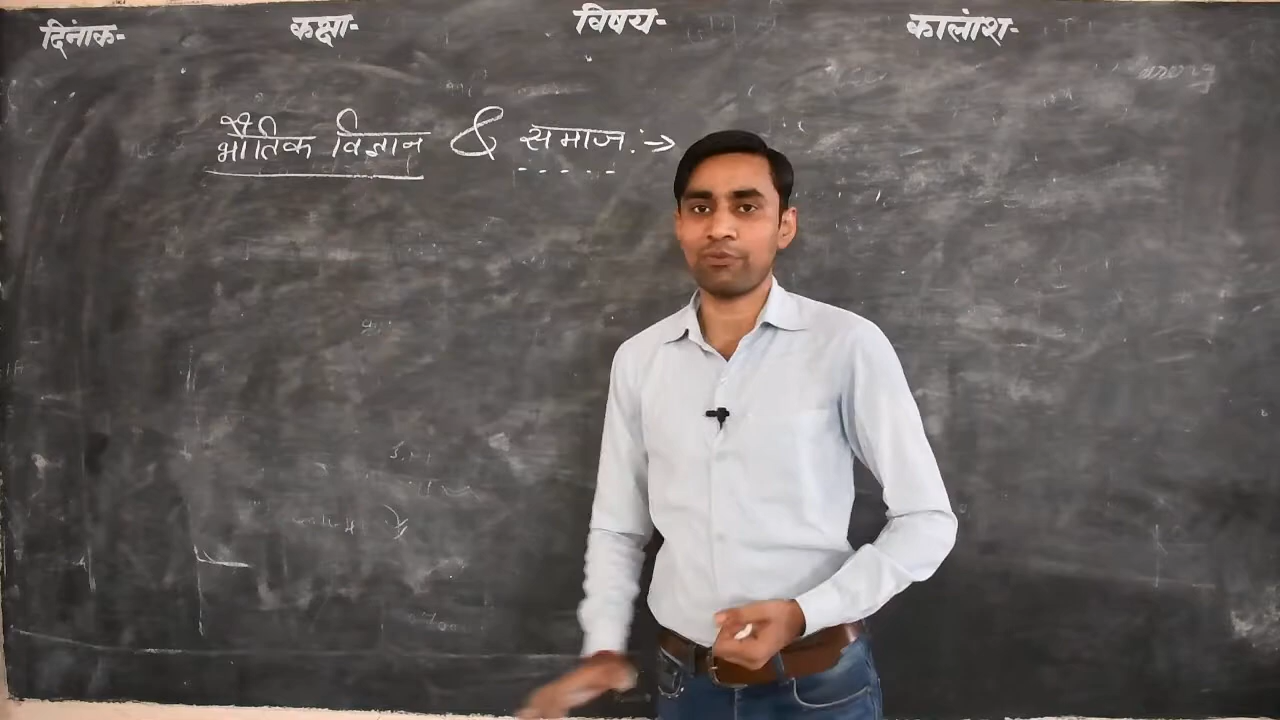 दिनांक- कक्षा- विषय- कालांश-
भौतिक विज्ञान & समाज:→